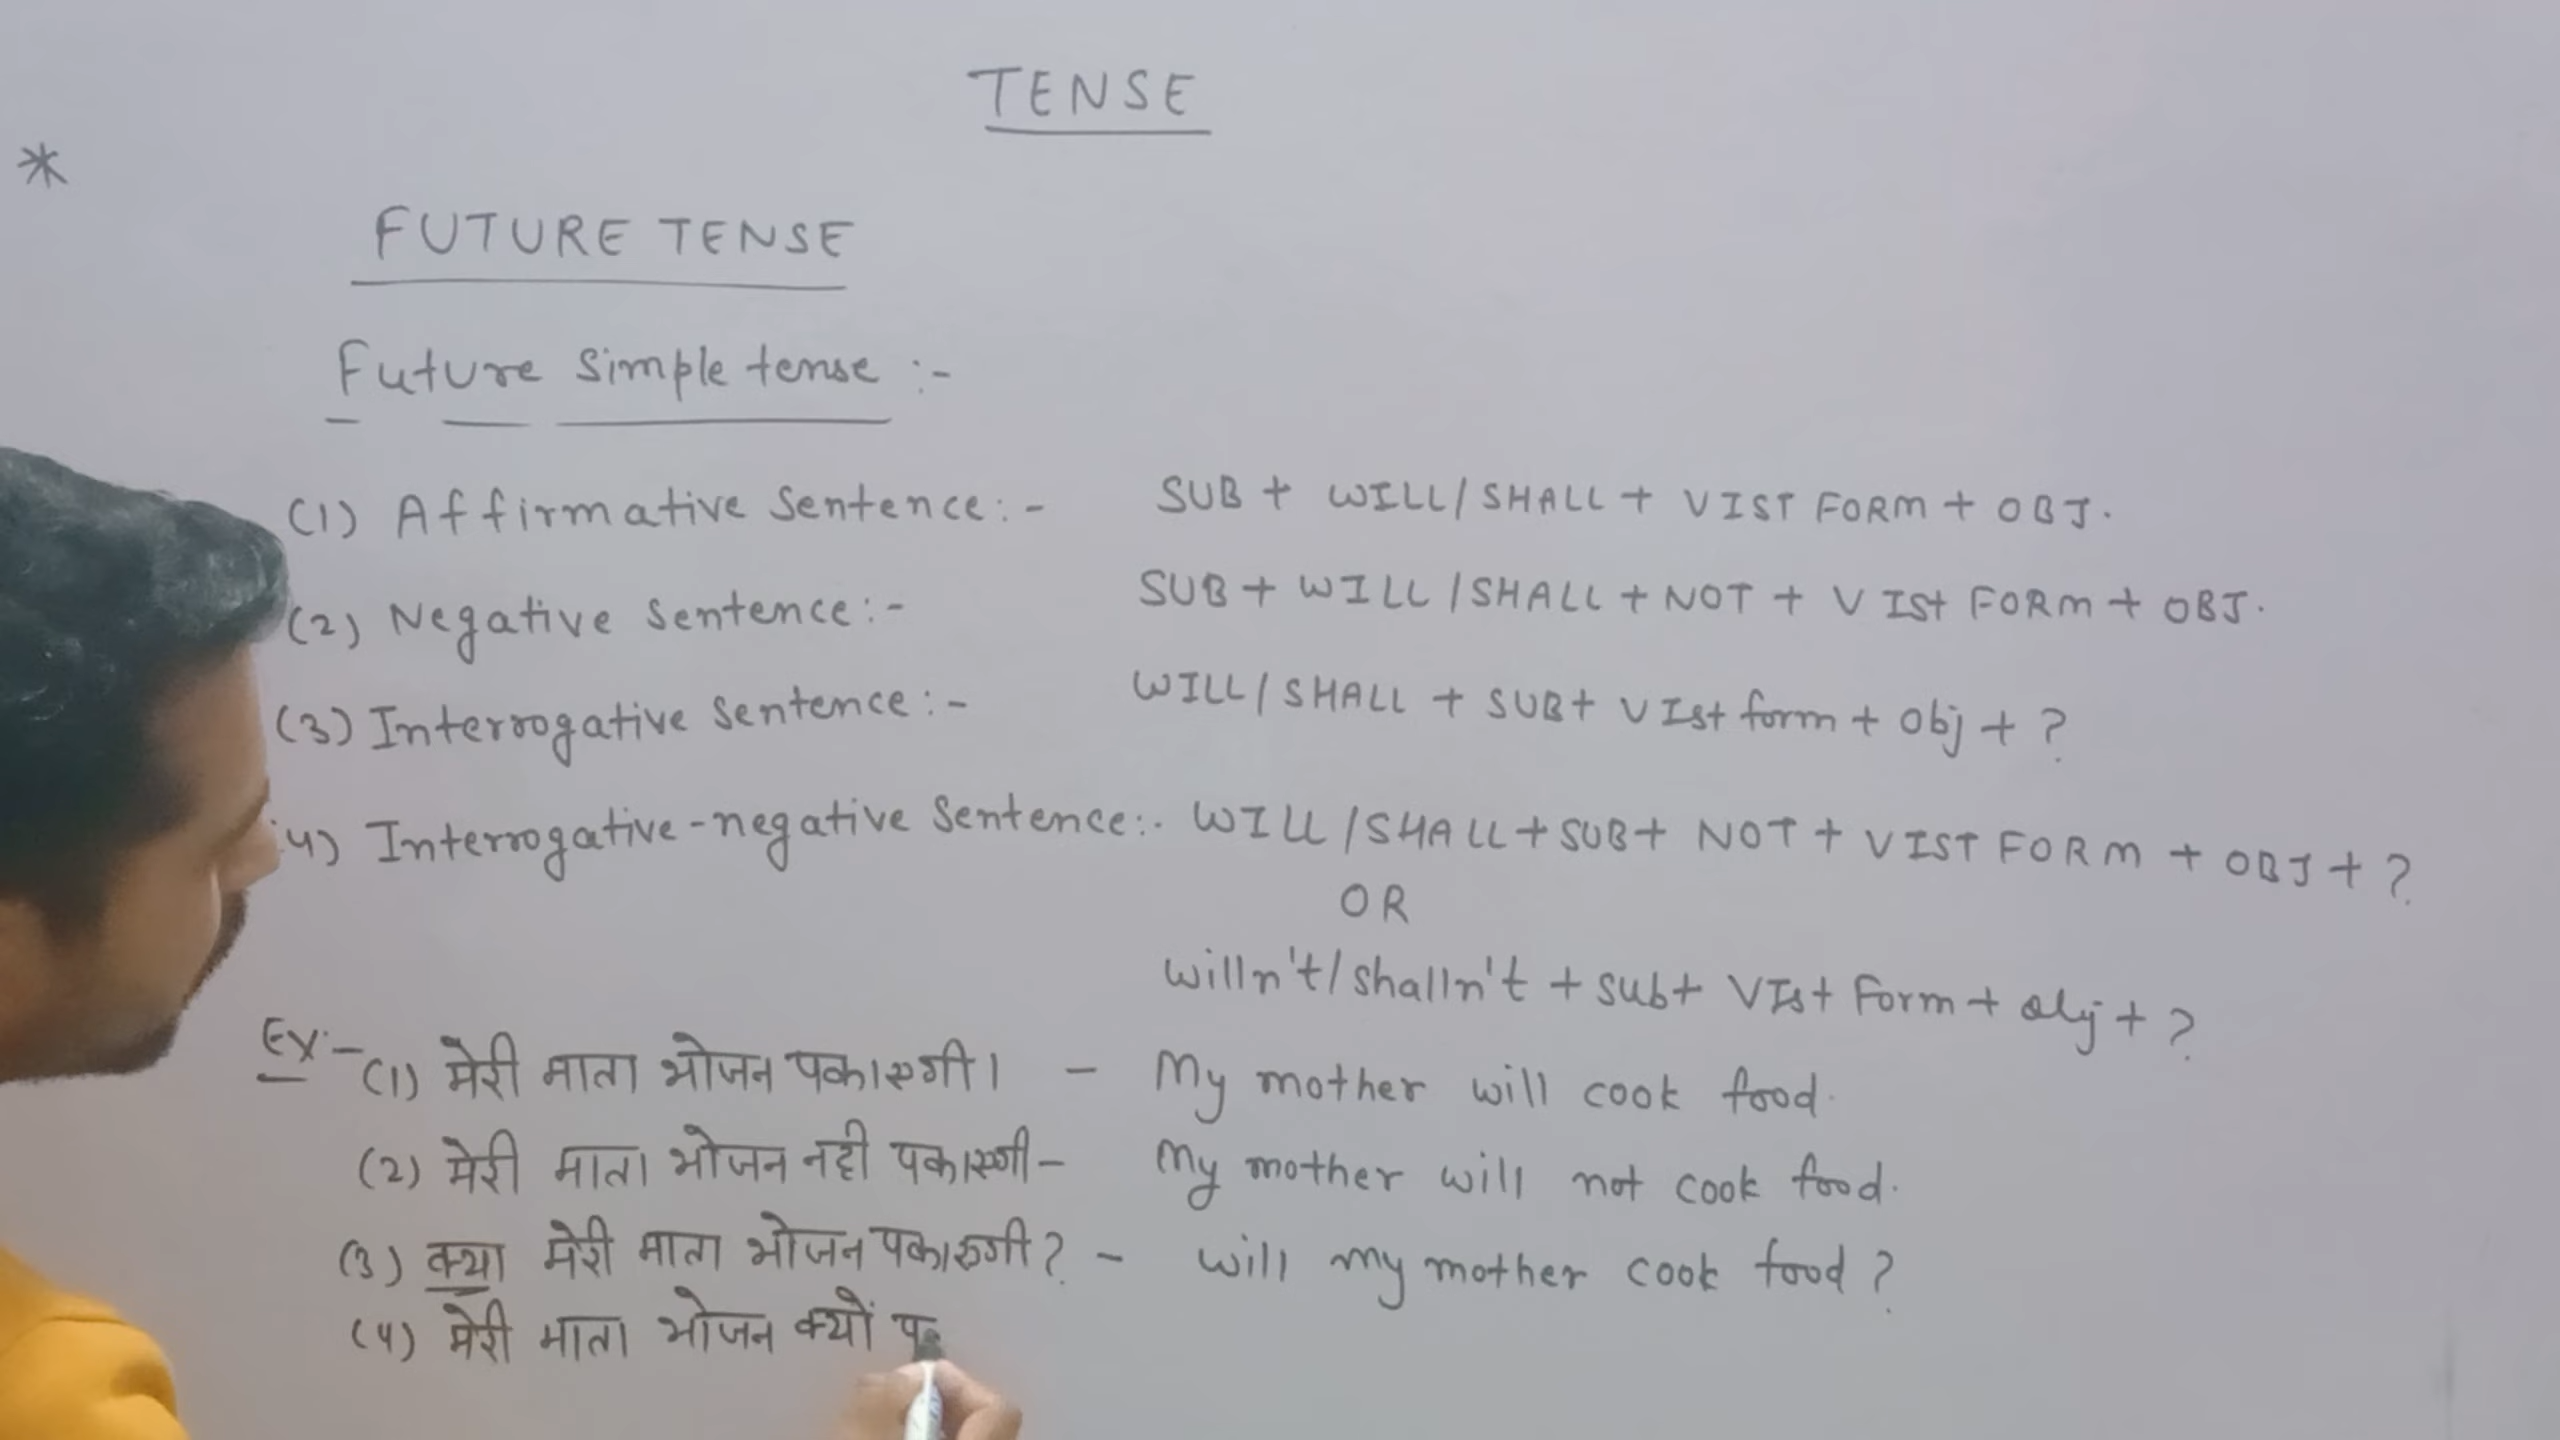 TENSE
*
FUTURE TENSE
Future simple tense :-
(1) Affirmative Sentence:- SUB + WILL/SHALL + VIST FORM + OBJ.
(2) Negative sentence:- SUB + WILL/SHALL + NOT + V ISt FORM + OBJ.
(3) Interrogative sentence:- WILL/SHALL + SUB + V ISt form + Obj + ?
4) Interrogative-negative Sentence:- WILL/SHALL + SUB + NOT + VIST FORM + OBJ + ?
OR
willn't/shalln't + sub + V ISt Form + obj + ?
Ex:- (1) मेरी माता भोजन पकाएगी। - My mother will cook food.
(2) मेरी माता भोजन नही पकाएगी - My mother will not cook food.
(3) क्या मेरी माता भोजन पकाएगी? - will my mother cook food?
(4) मेरी माता भोजन क्यों प